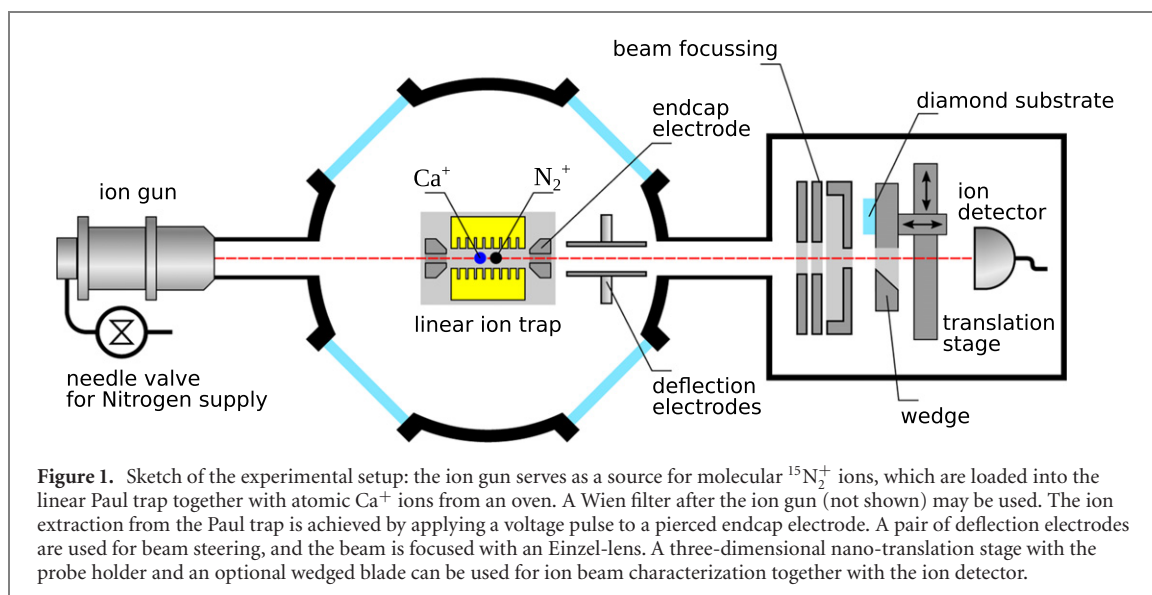 beam focussing
diamond substrate
endcap
electrode
Ca⁺
N₂⁺
ion gun
ion
detector
linear ion trap
translation
stage
needle valve
for Nitrogen supply
deflection
electrodes
wedge
Figure 1. Sketch of the experimental setup: the ion gun serves as a source for molecular ¹⁵N₂⁺ ions, which are loaded into the
linear Paul trap together with atomic Ca⁺ ions from an oven. A Wien filter after the ion gun (not shown) may be used. The ion
extraction from the Paul trap is achieved by applying a voltage pulse to a pierced endcap electrode. A pair of deflection electrodes
are used for beam steering, and the beam is focused with an Einzel-lens. A three-dimensional nano-translation stage with the
probe holder and an optional wedged blade can be used for ion beam characterization together with the ion detector.